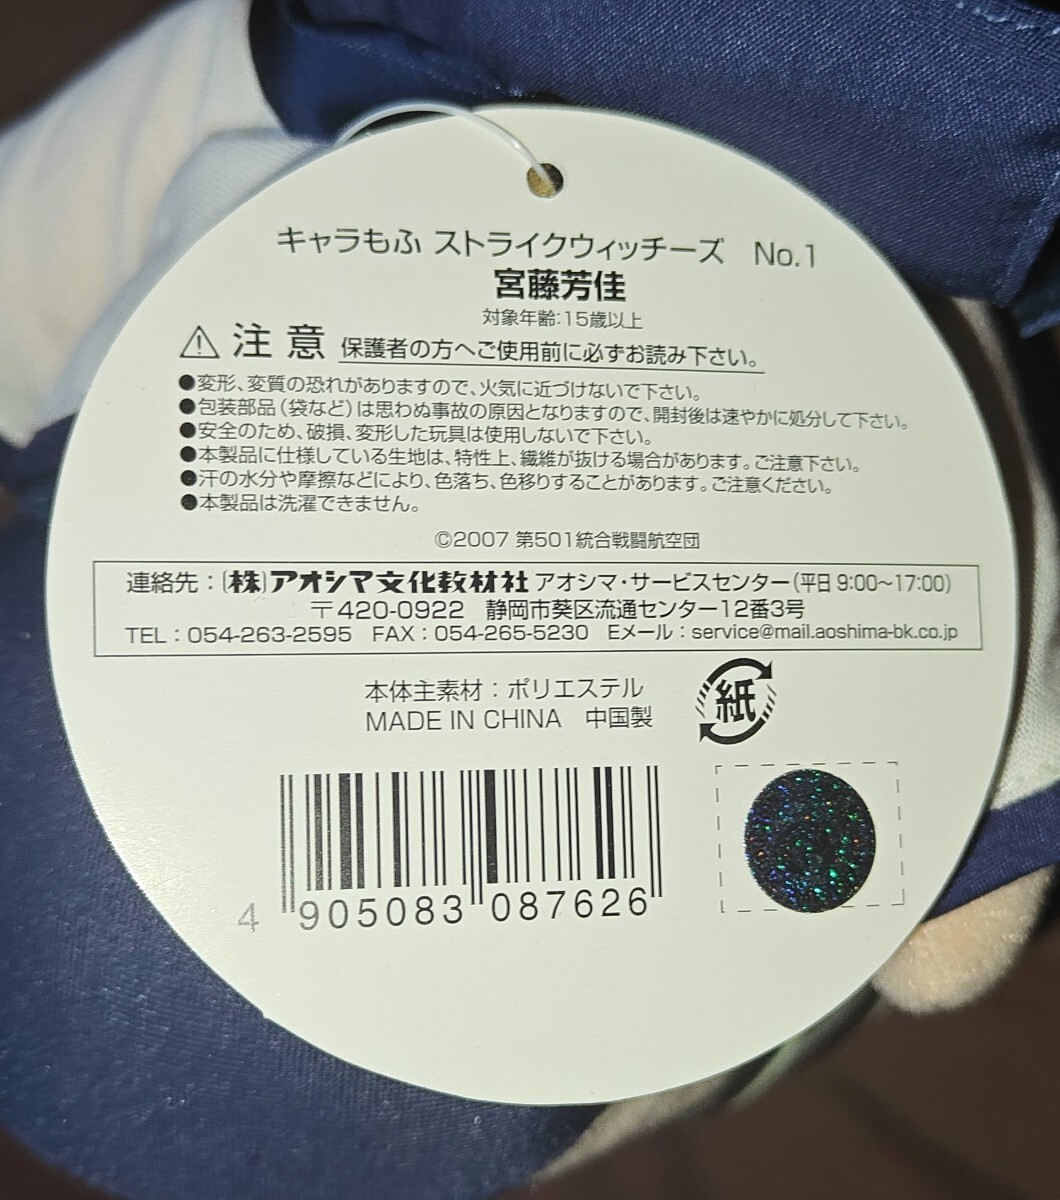 キャラもふ ストライクウィッチーズ No.1
宮藤芳佳
対象年齢:15歳以上
⚠ 注意 保護者の方へご使用前に必ずお読み下さい。
●変形、変質の恐れがありますので、火気に近づけないで下さい。
●包装部品(袋など)は思わぬ事故の原因となりますので、開封後は速やかに処分して下さい。
●安全のため、破損、変形した玩具は使用しないで下さい。
●本製品に仕様している生地は、特性上、繊維が抜ける場合があります。ご注意下さい。
●汗の水分や摩擦などにより、色落ち、色移りすることがあります。ご注意ください。
●本製品は洗濯できません。
©2007 第501統合戦闘航空団
連絡先:(株)アオシマ文化教材社 アオシマ・サービスセンター(平日 9:00~17:00)
〒420-0922 静岡市葵区流通センター12番3号
TEL:054-263-2595 FAX:054-265-5230 Eメール:service@mail.aoshima-bk.co.jp
本体主素材:ポリエステル
MADE IN CHINA 中国製
紙
4 905083 087626